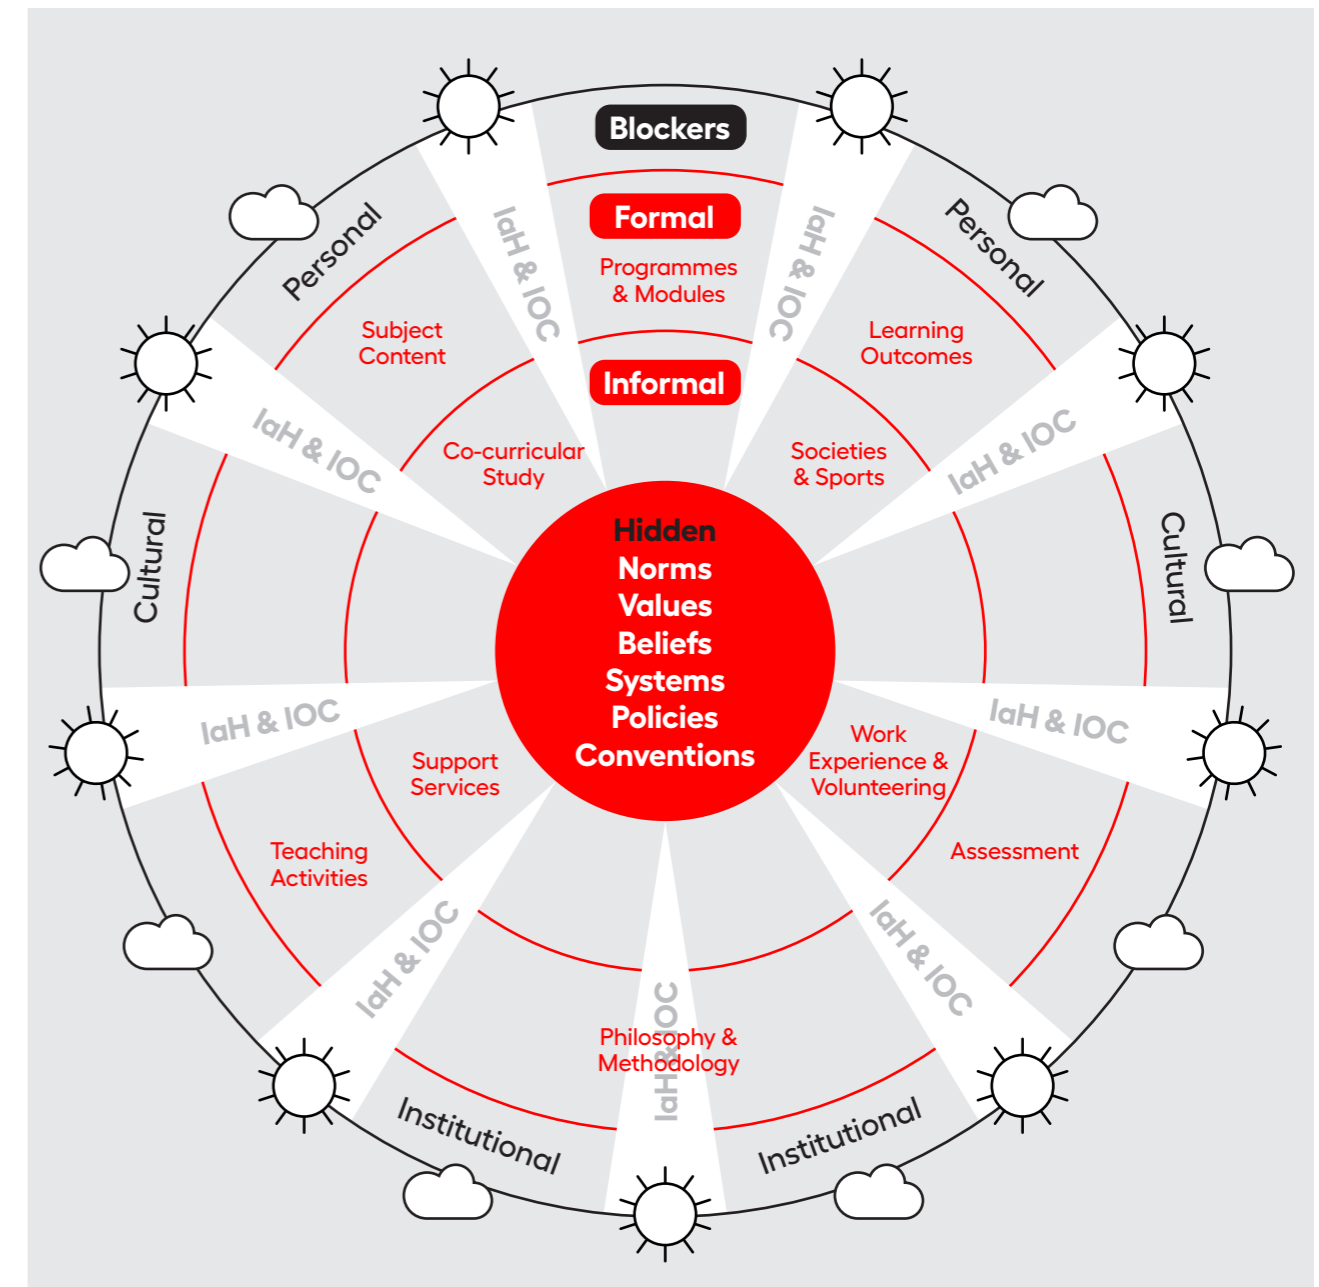 Blockers
Formal
Programmes
& Modules
Informal
Personal
Personal
Subject
Content
Learning
Outcomes
Co-curricular
Study
Societies
& Sports
IaH & IOC
IaH & IOC
IaH & IOC
IaH & IOC
Cultural
Cultural
Hidden
Norms
Values
Beliefs
Systems
Policies
Conventions
IaH & IOC
IaH & IOC
Support
Services
Work
Experience &
Volunteering
Teaching
Activities
Assessment
IaH & IOC
IaH & IOC
IaH & IOC
Philosophy &
Methodology
Institutional
Institutional